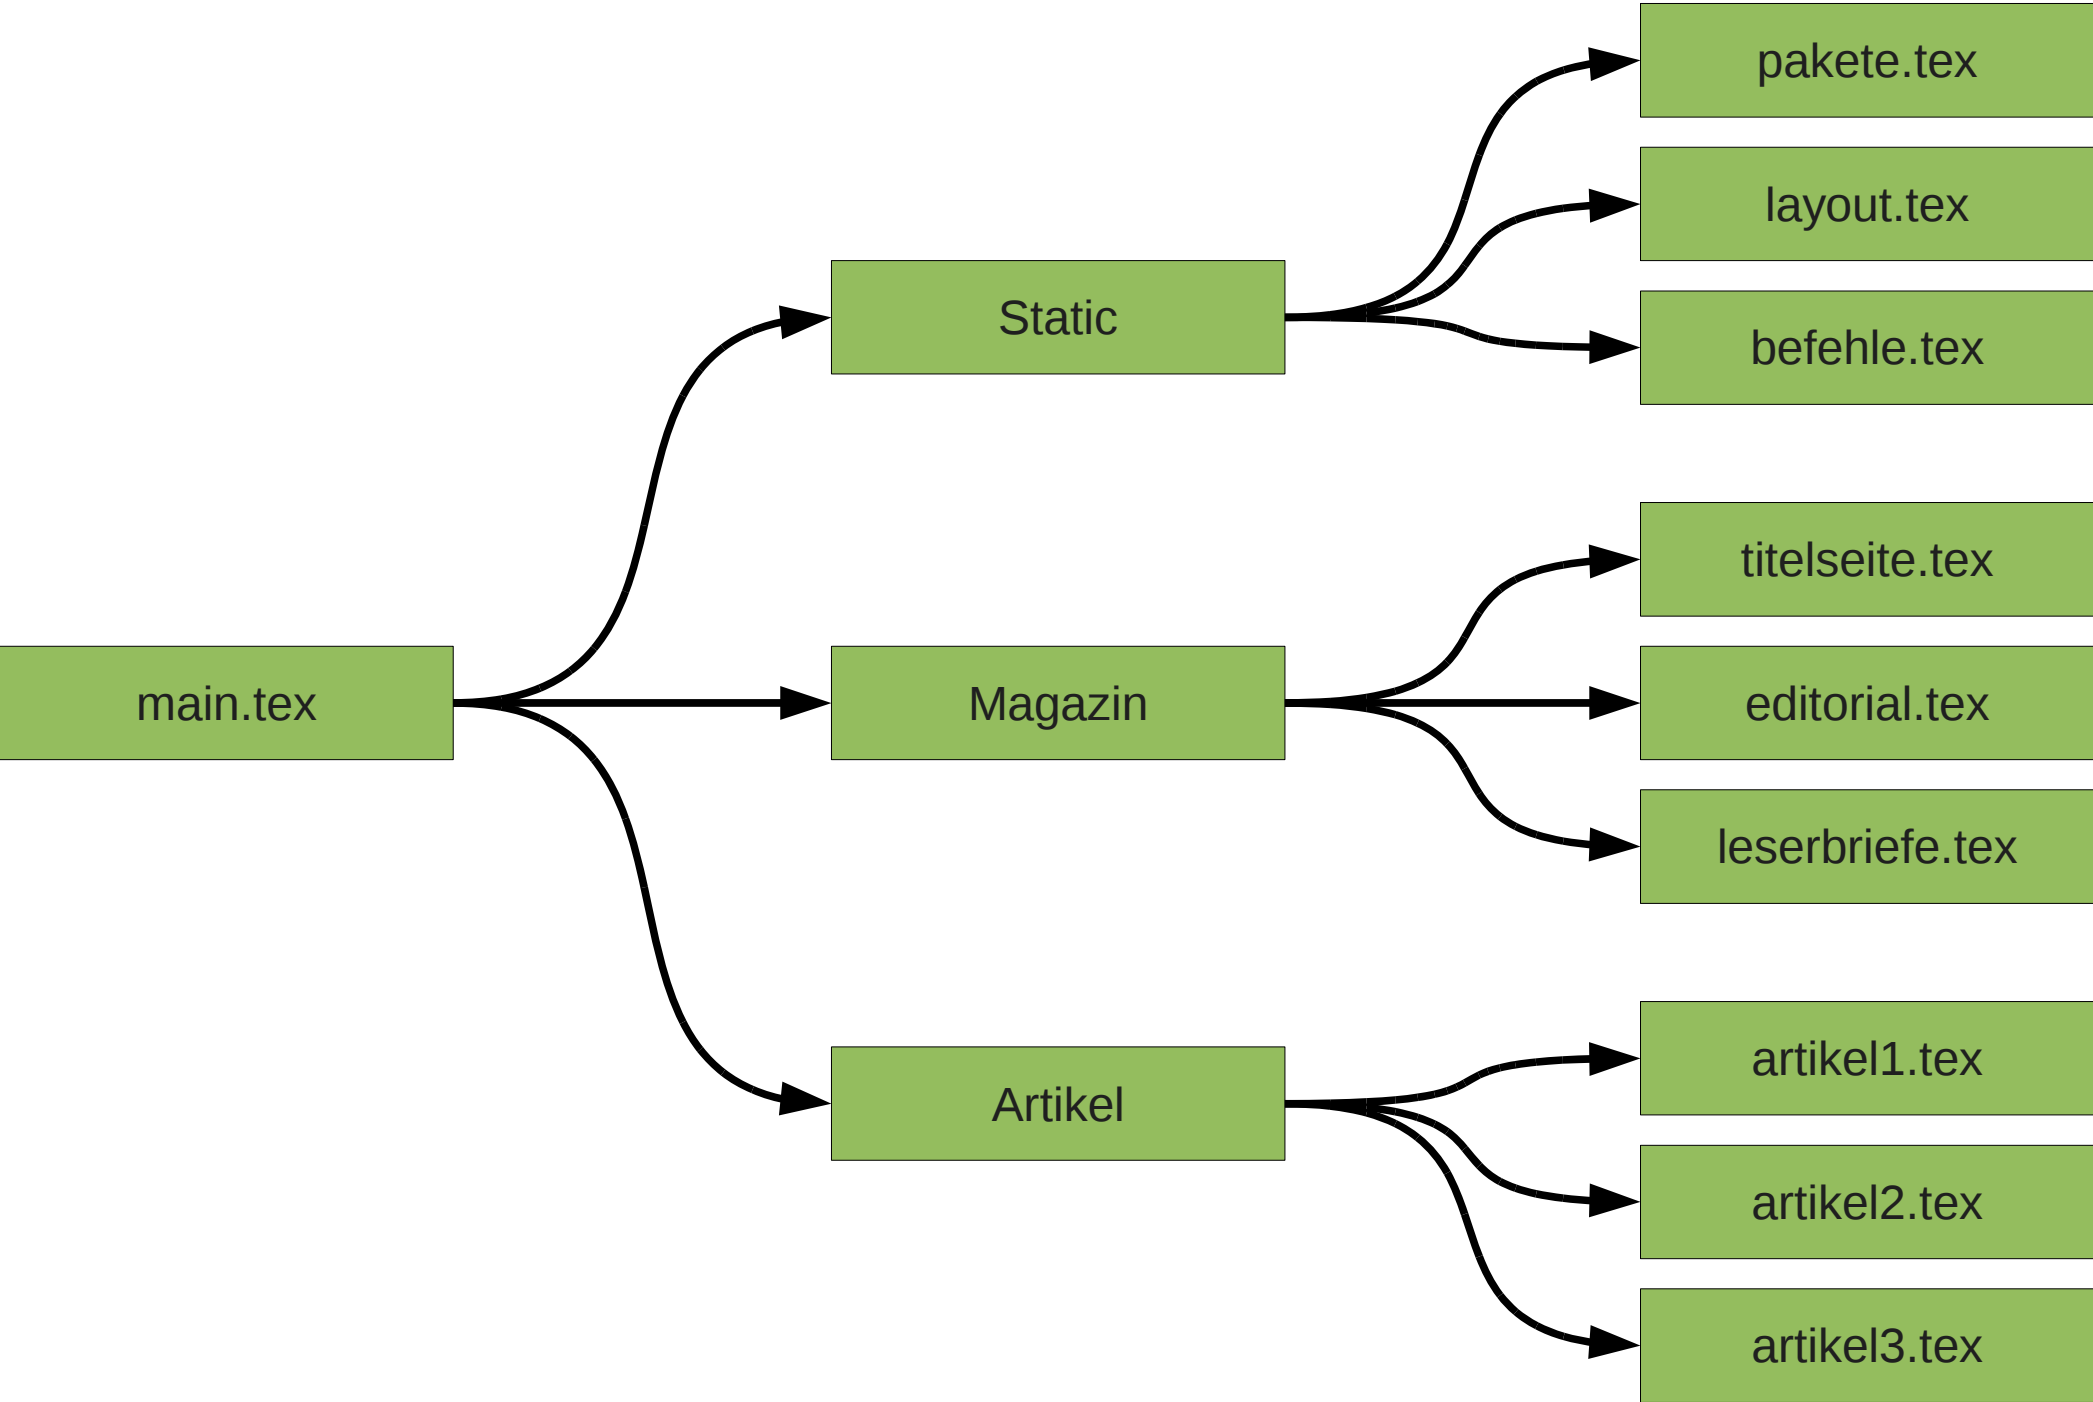 main.tex
Static
Magazin
Artikel
pakete.tex
layout.tex
befehle.tex
titelseite.tex
editorial.tex
leserbriefe.tex
artikel1.tex
artikel2.tex
artikel3.tex